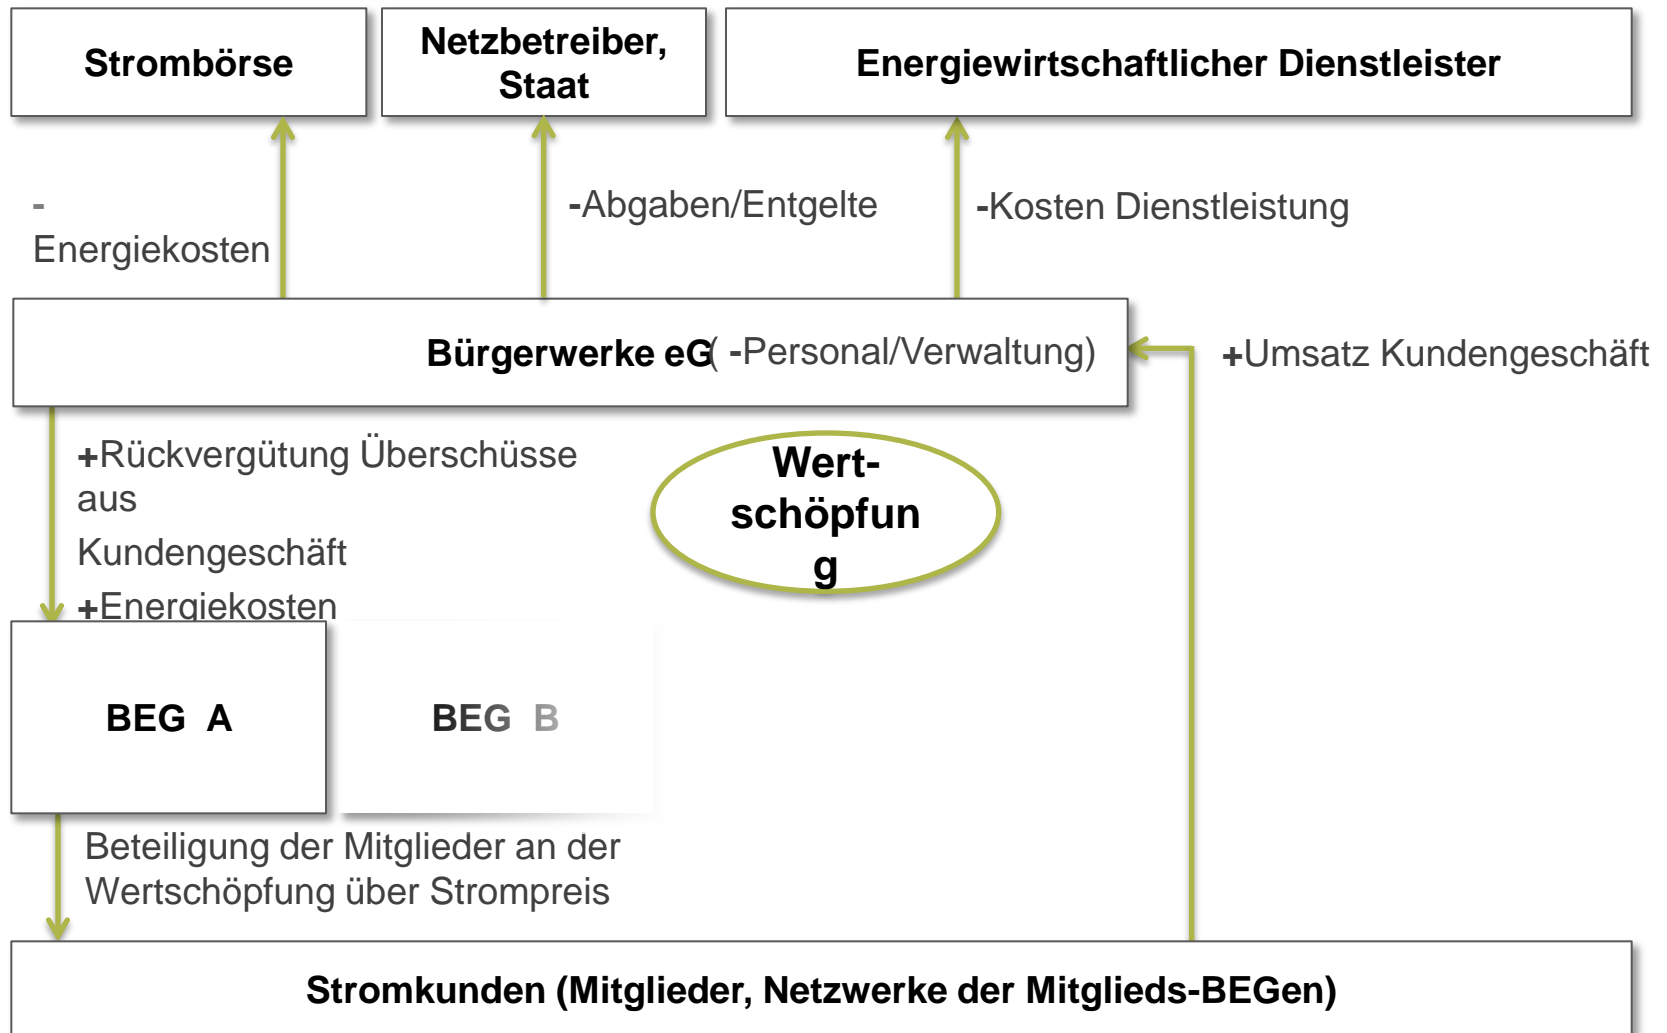 Strombörse
Netzbetreiber,
Staat
Energiewirtschaftlicher Dienstleister
-
Energiekosten
-Abgaben/Entgelte
-Kosten Dienstleistung
Bürgerwerke eG( -Personal/Verwaltung)
+Umsatz Kundengeschäft
+Rückvergütung Überschüsse
aus
Kundengeschäft
+Energiekosten
Wert-
schöpfun
g
BEG A
BEG B
Beteiligung der Mitglieder an der
Wertschöpfung über Strompreis
Stromkunden (Mitglieder, Netzwerke der Mitglieds-BEGen)